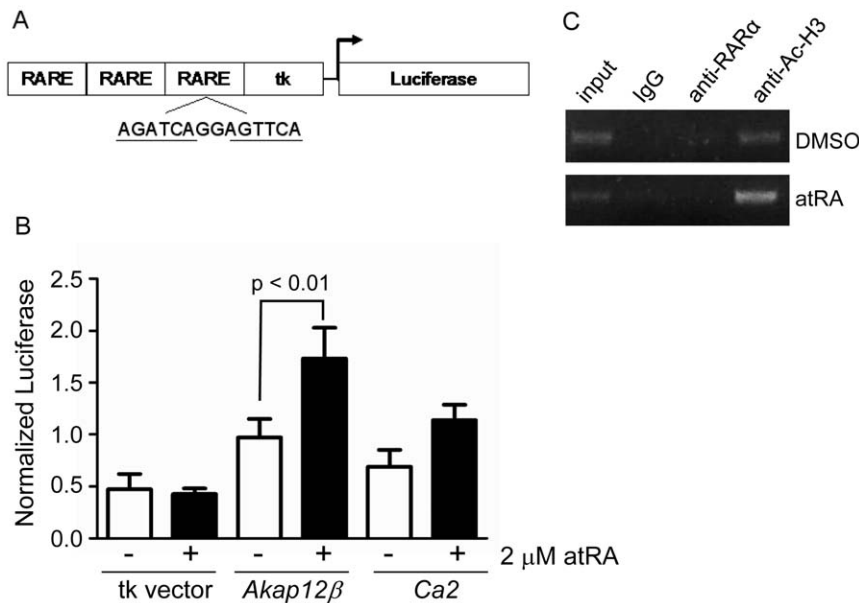 A
RARE RARE RARE tk Luciferase
AGATCAGGAGTTCA
B
Normalized Luciferase
2.5
2.0
1.5
1.0
0.5
0.0
p < 0.01
- + - + - + 2 μM atRA
tk vector Akap12β Ca2
C
input IgG anti-RARα anti-Ac-H3
DMSO
atRA